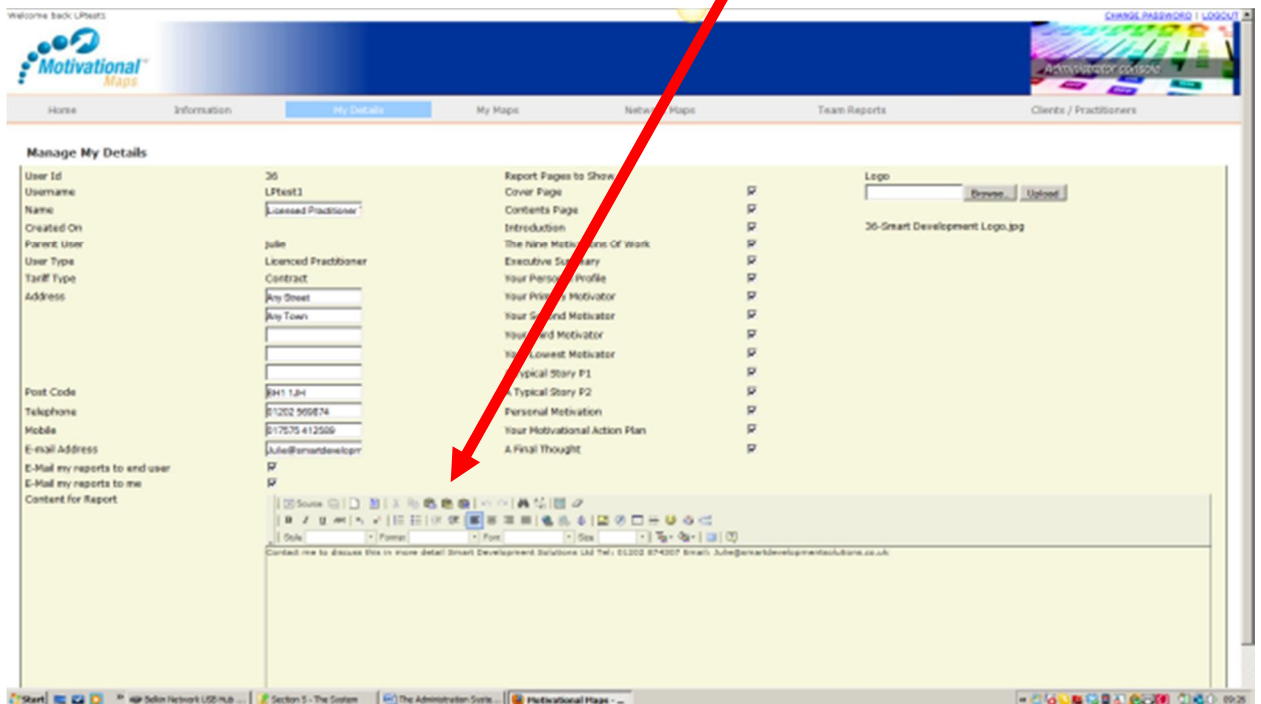 Welcome back LPtest1
CHANGE PASSWORD | LOGOUT
Motivational Maps
Administrator console
Home Information My Details My Maps Network Maps Team Reports Clients / Practitioners
Manage My Details
User Id 36 Report Pages to Show Logo
Username LPtest1 Cover Page Browse... Upload
Name Licensed Practitioner Contents Page
Created On Introduction 36-Smart Development Logo.jpg
Parent User Julie The Nine Motivations Of Work
User Type Licenced Practitioner Executive Summary
Tariff Type Contract Your Personal Profile
Address Any Street Your Primary Motivator
Any Town Your Second Motivator
Your Third Motivator
Your Lowest Motivator
Typical Story P1
Post Code BH1 1JH A Typical Story P2
Telephone 01202 Personal Motivation
Mobile Your Motivational Action Plan
E-mail Address Julie@smartdevelopm A Final Thought
E-Mail my reports to end user
E-Mail my reports to me
Content for Report
Source
Style Format Font Size
Contact me to discuss this in more detail Smart Development Solutions Ltd Tel: 01202 874207 Email: Julie@smartdevelopmentsolutions.co.uk
Start Belkin Network USB Hub ... Section 5 - The System The Administration Syste... Motivational Maps - ... 09:26